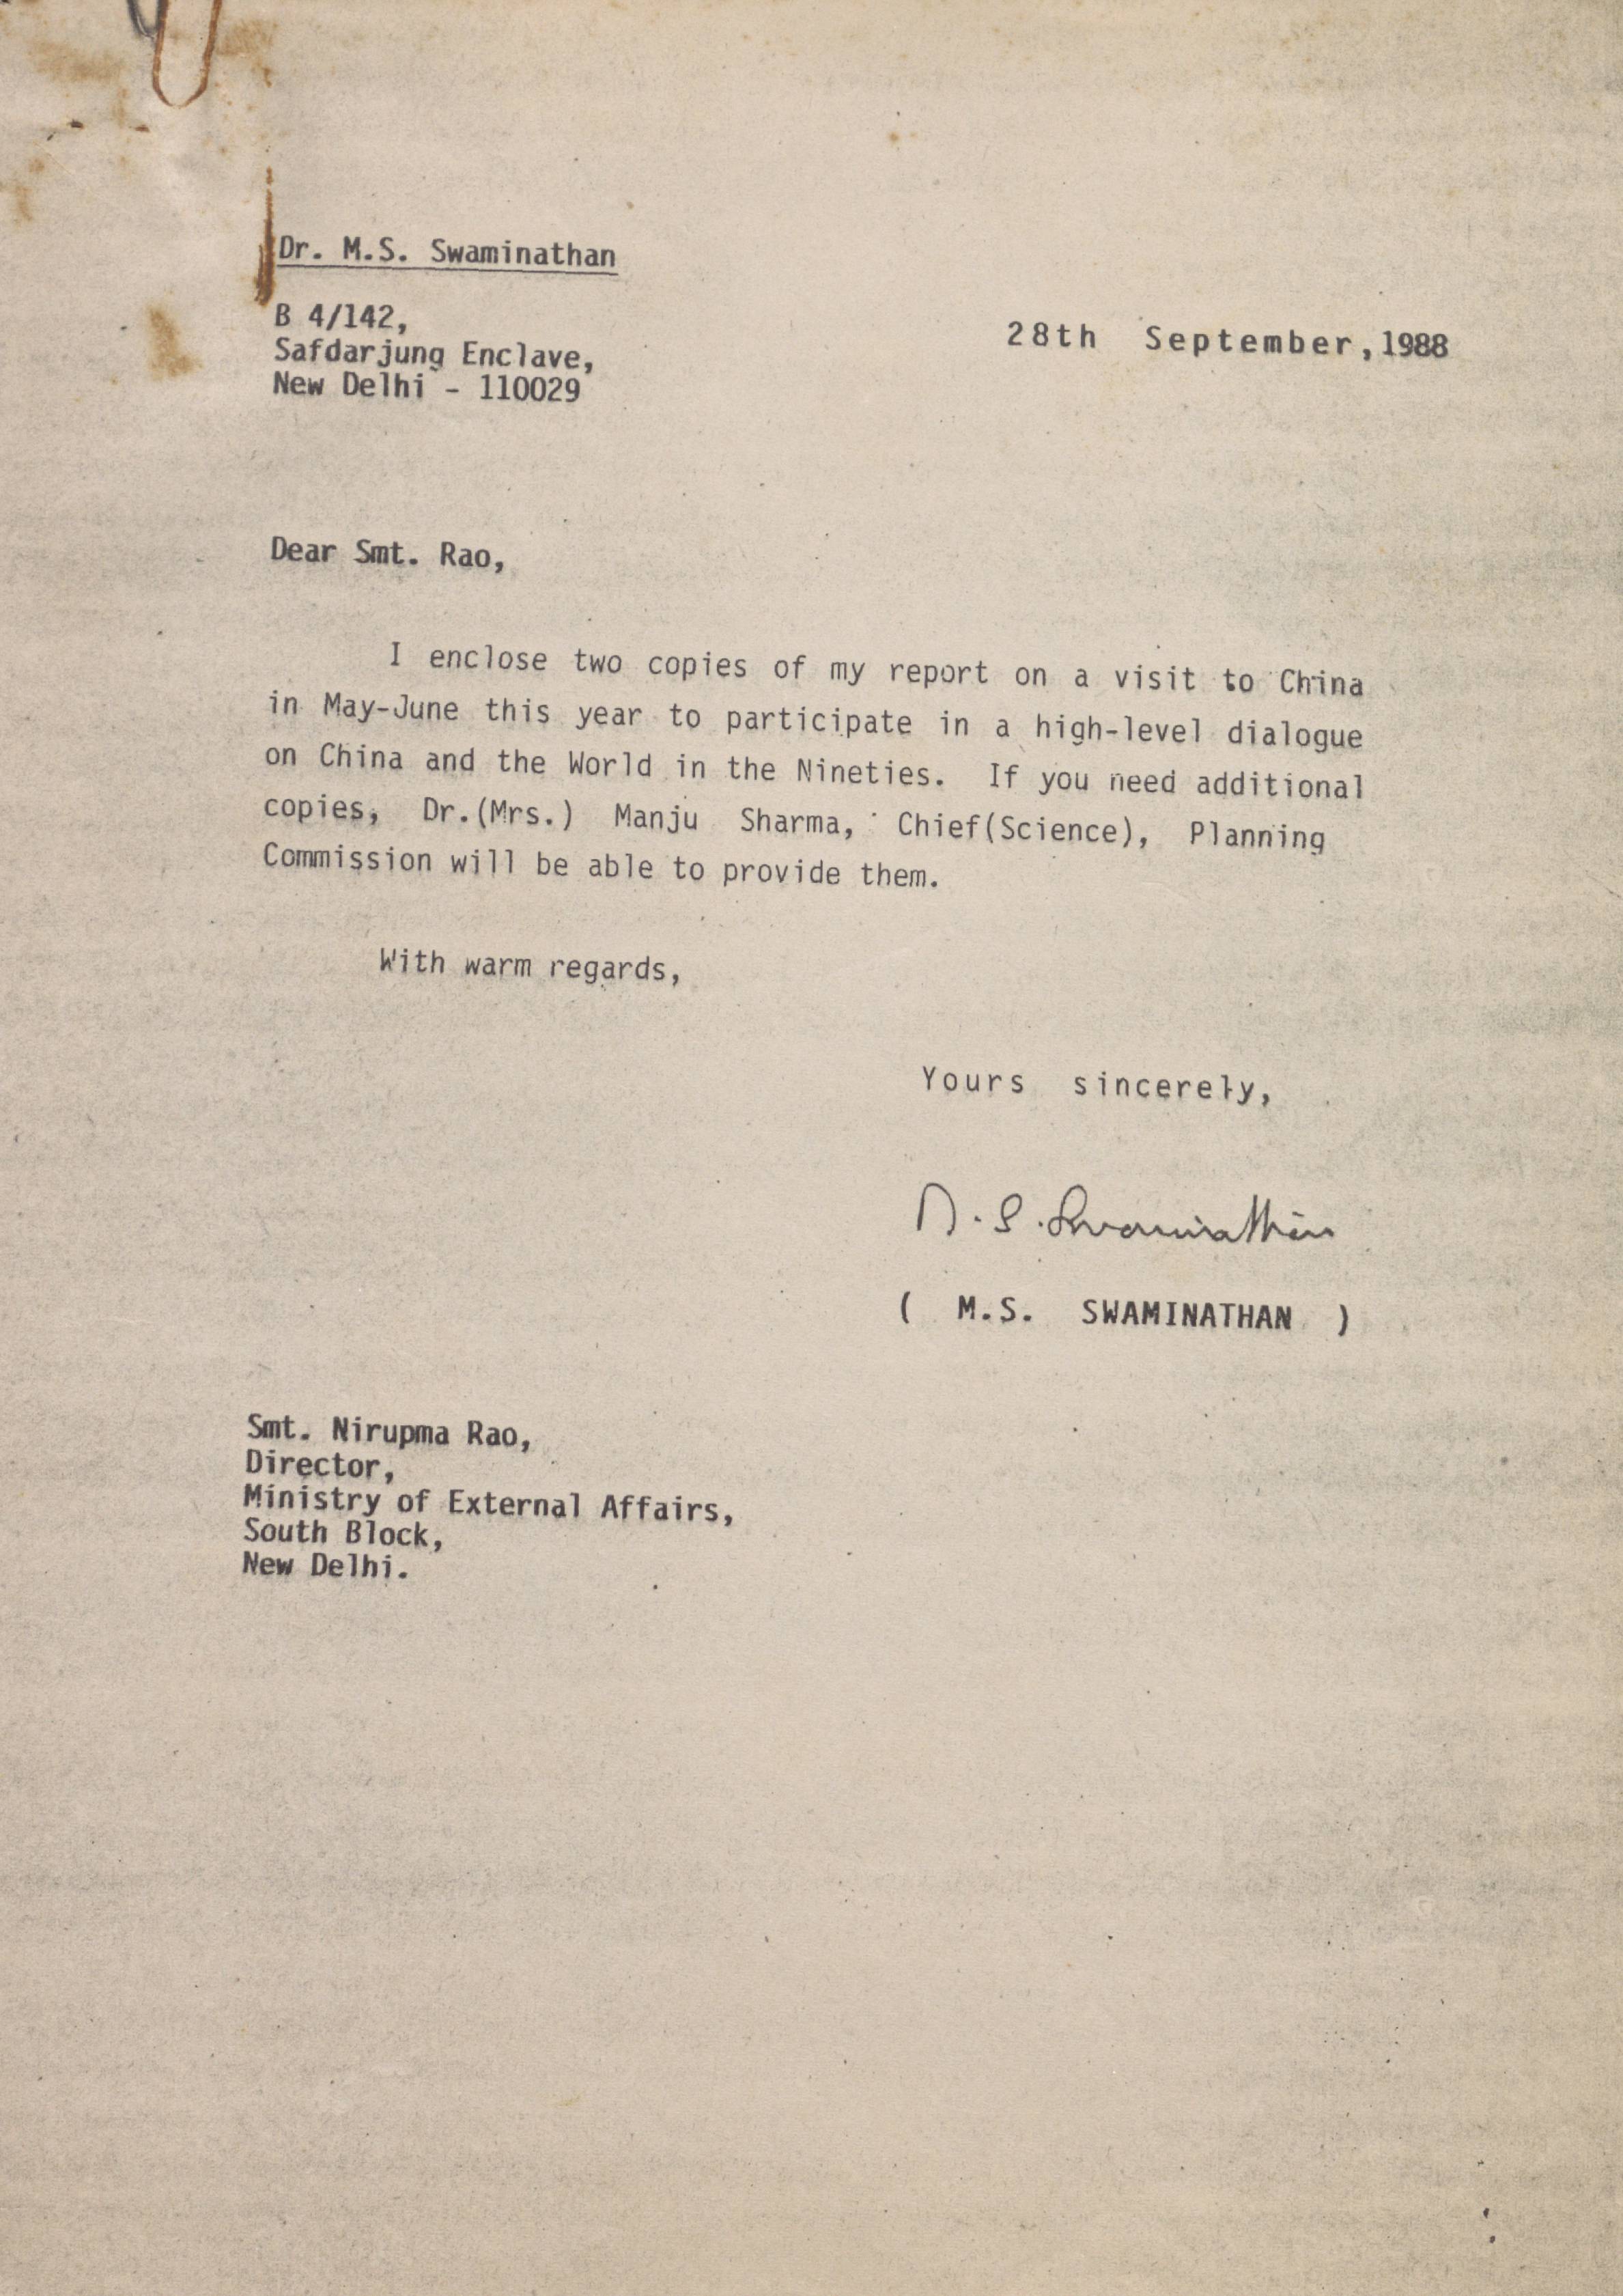 Dr. M.S. Swaminathan
B 4/142,
Safdarjung Enclave,
New Delhi - 110029
28th September,1988
Dear Smt. Rao,
I enclose two copies of my report on a visit to China
in May-June this year to participate in a high-level dialogue
on China and the World in the Nineties. If you need additional
copies, Dr.(Mrs.) Manju Sharma, Chief(Science), Planning
Commission will be able to provide them.
With warm regards,
Yours sincerely,
M. S. Swaminathan
( M.S. SWAMINATHAN )
Smt. Nirupma Rao,
Director,
Ministry of External Affairs,
South Block,
New Delhi.